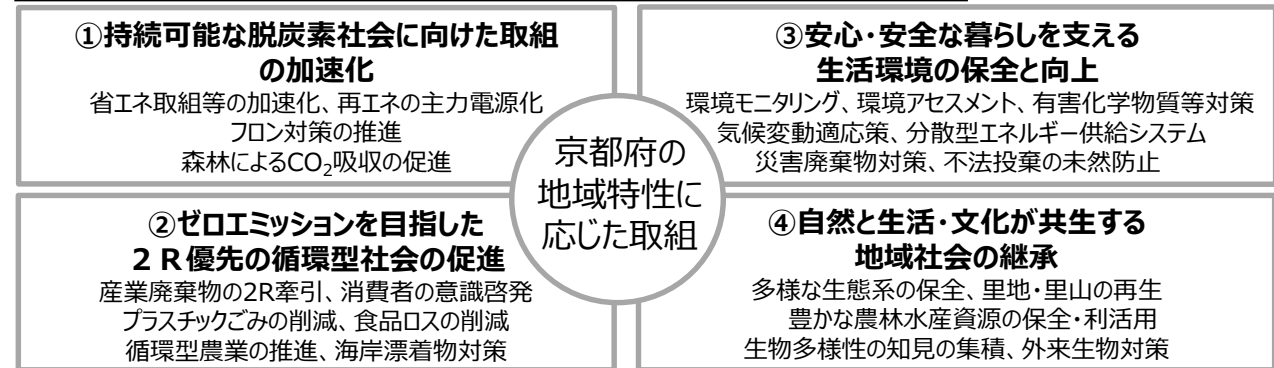 ①持続可能な脱炭素社会に向けた取組
の加速化
省エネ取組等の加速化、再エネの主力電源化
フロン対策の推進
森林によるCO₂吸収の促進
②ゼロエミッションを目指した
２Ｒ優先の循環型社会の促進
産業廃棄物の2R牽引、消費者の意識啓発
プラスチックごみの削減、食品ロスの削減
循環型農業の推進、海岸漂着物対策
京都府の
地域特性に
応じた取組
③安心・安全な暮らしを支える
生活環境の保全と向上
環境モニタリング、環境アセスメント、有害化学物質等対策
気候変動適応策、分散型エネルギー供給システム
災害廃棄物対策、不法投棄の未然防止
④自然と生活・文化が共生する
地域社会の継承
多様な生態系の保全、里地・里山の再生
豊かな農林水産資源の保全・利活用
生物多様性の知見の集積、外来生物対策